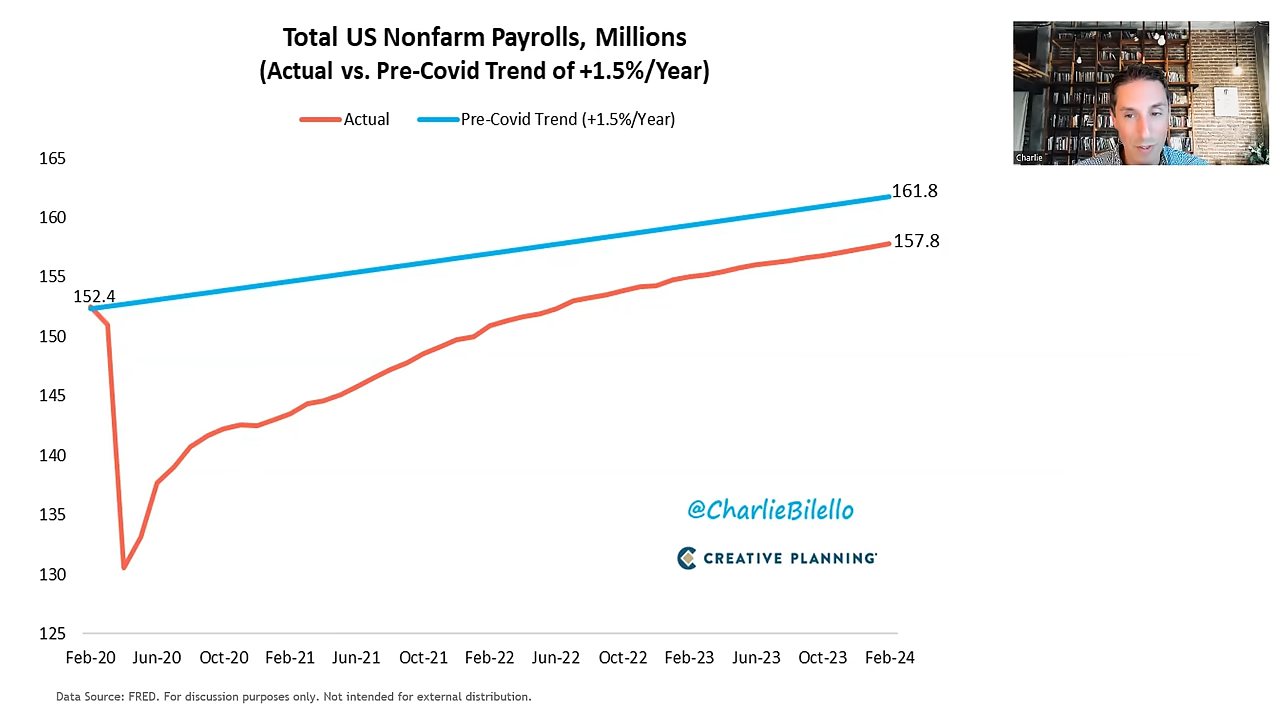 Total US Nonfarm Payrolls, Millions
(Actual vs. Pre-Covid Trend of +1.5%/Year)
Actual
Pre-Covid Trend (+1.5%/Year)
165
160
155
150
145
140
135
130
125
152.4
161.8
157.8
@CharlieBilello
CREATIVE PLANNING
Feb-20 Jun-20 Oct-20 Feb-21 Jun-21 Oct-21 Feb-22 Jun-22 Oct-22 Feb-23 Jun-23 Oct-23 Feb-24
Data Source: FRED. For discussion purposes only. Not intended for external distribution.
Charlie